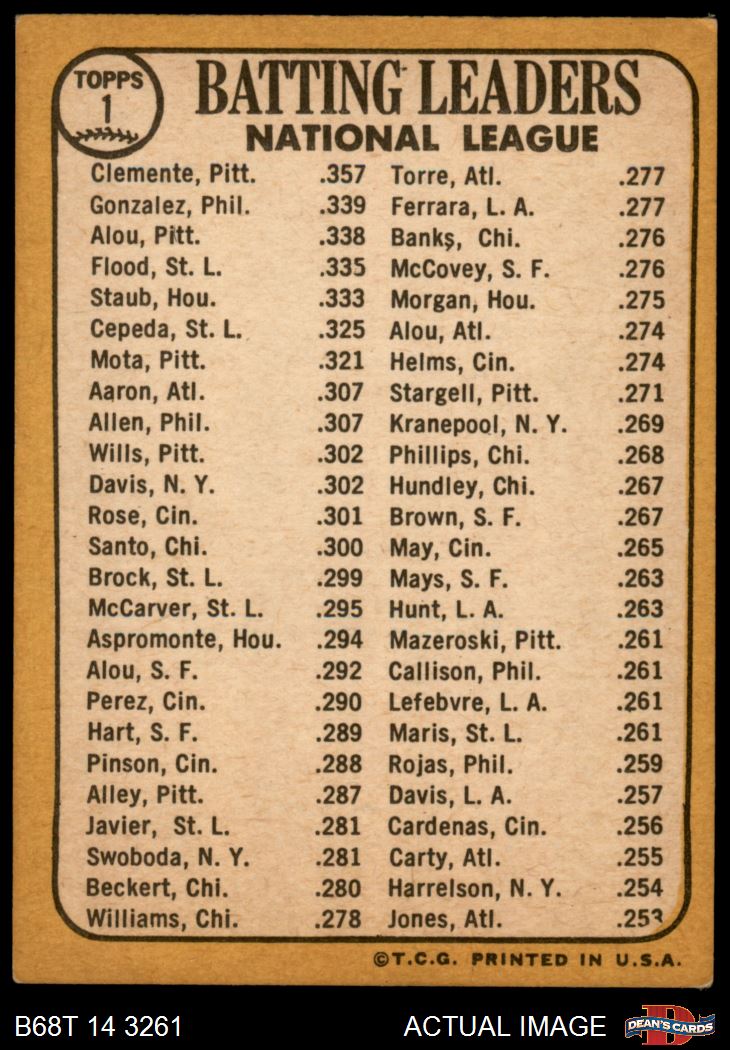 TOPPS
1
BATTING LEADERS
NATIONAL LEAGUE
Clemente, Pitt. .357
Gonzalez, Phil. .339
Alou, Pitt. .338
Flood, St. L. .335
Staub, Hou. .333
Cepeda, St. L. .325
Mota, Pitt. .321
Aaron, Atl. .307
Allen, Phil. .307
Wills, Pitt. .302
Davis, N. Y. .302
Rose, Cin. .301
Santo, Chi. .300
Brock, St. L. .299
McCarver, St. L. .295
Aspromonte, Hou. .294
Alou, S. F. .292
Perez, Cin. .290
Hart, S. F. .289
Pinson, Cin. .288
Alley, Pitt. .287
Javier, St. L. .281
Swoboda, N. Y. .281
Beckert, Chi. .280
Williams, Chi. .278
Torre, Atl. .277
Ferrara, L. A. .277
Banks, Chi. .276
McCovey, S. F. .276
Morgan, Hou. .275
Alou, Atl. .274
Helms, Cin. .274
Stargell, Pitt. .271
Kranepool, N. Y. .269
Phillips, Chi. .268
Hundley, Chi. .267
Brown, S. F. .267
May, Cin. .265
Mays, S. F. .263
Hunt, L. A. .263
Mazeroski, Pitt. .261
Callison, Phil. .261
Lefebvre, L. A. .261
Maris, St. L. .261
Rojas, Phil. .259
Davis, L. A. .257
Cardenas, Cin. .256
Carty, Atl. .255
Harrelson, N. Y. .254
Jones, Atl. .253
©T.C.G. PRINTED IN U.S.A.
B68T 14 3261
ACTUAL IMAGE
D
DEAN'S CARDS